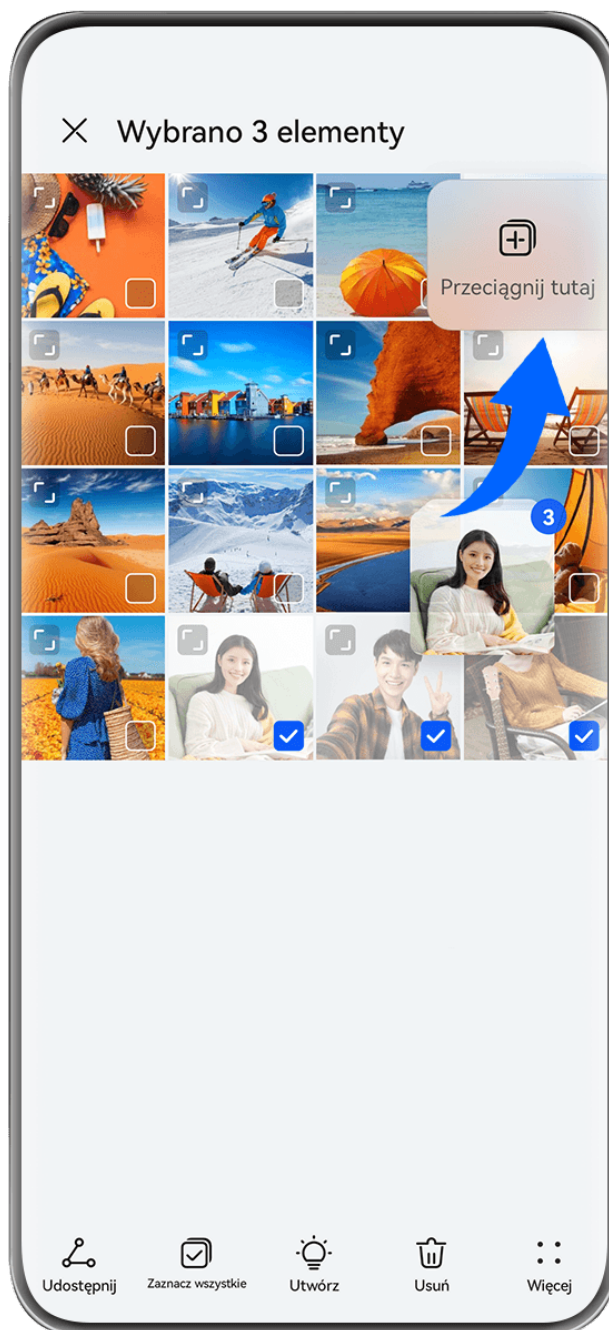 Wybrano 3 elementy
Przeciągnij tutaj
3
Udostępnij
Zaznacz wszystkie
Utwórz
Usuń
Więcej